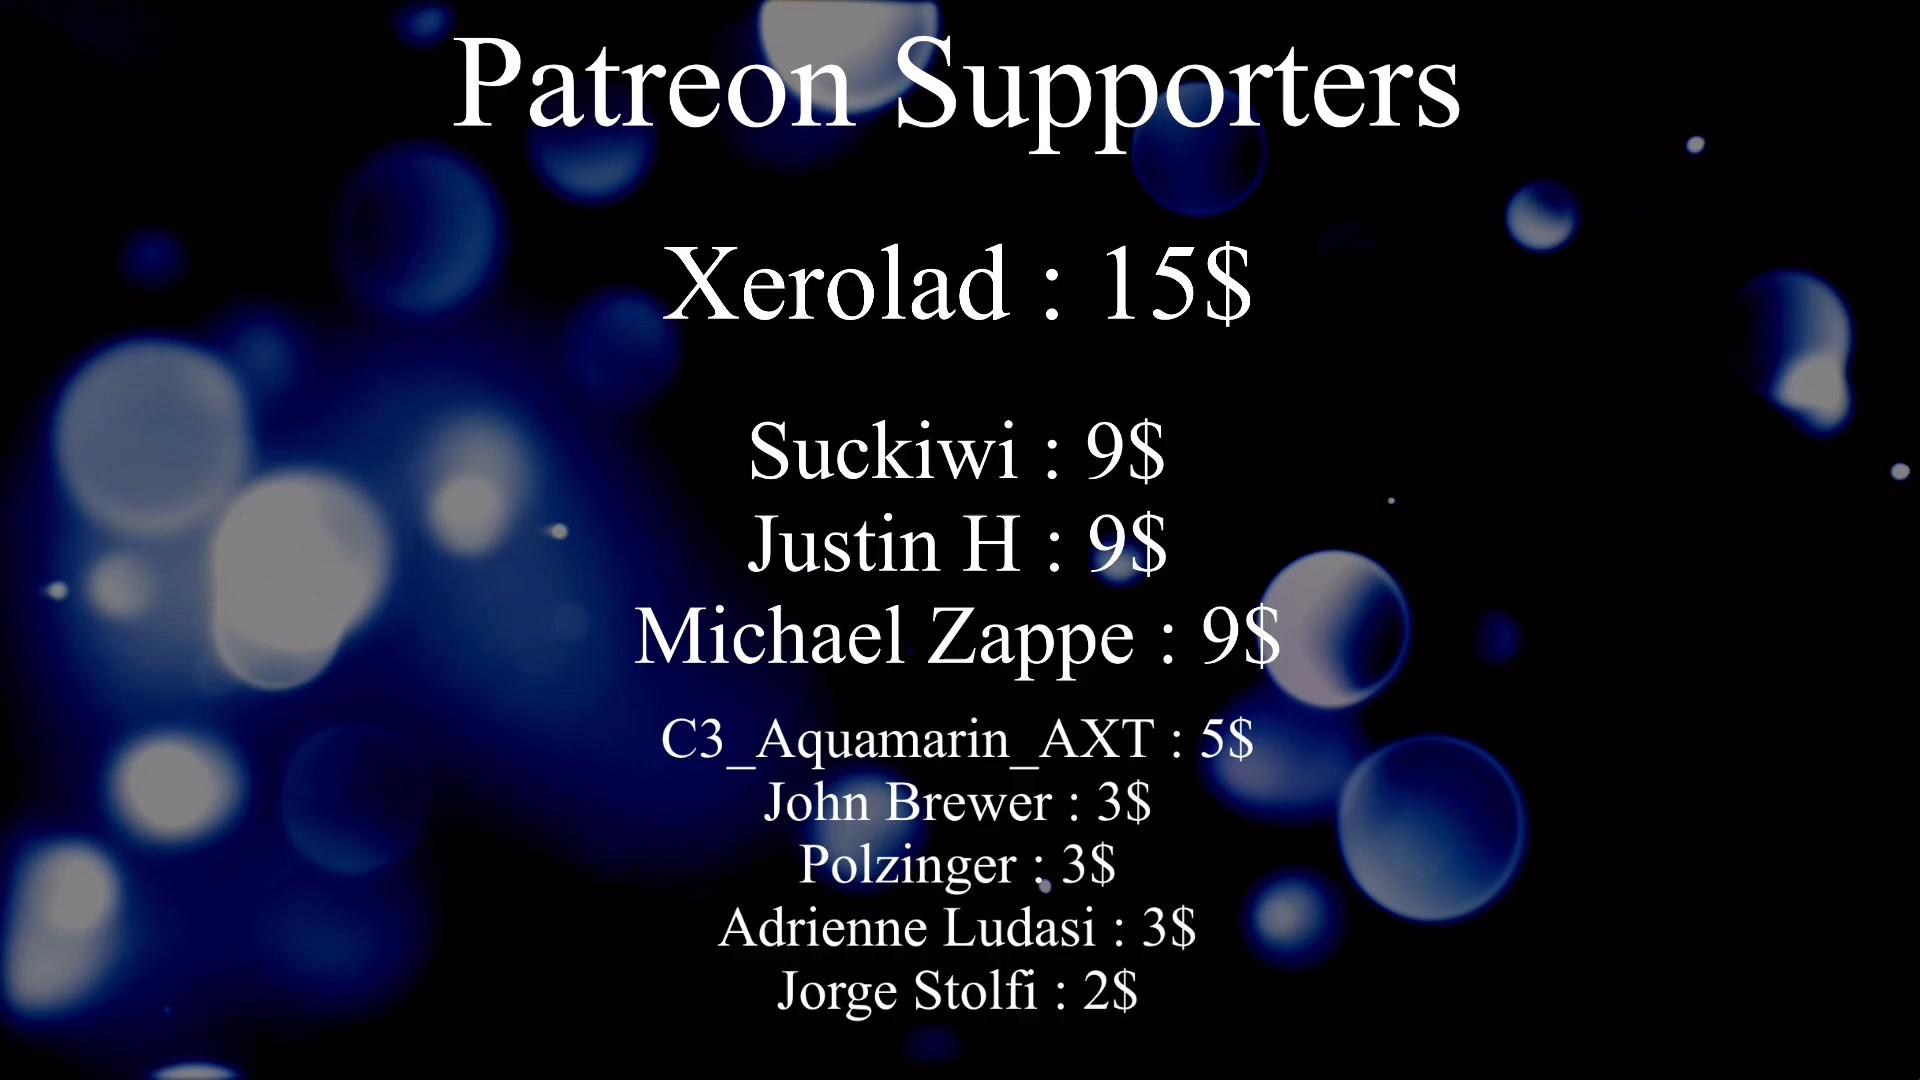 Patreon Supporters
Xerolad : 15$
Suckiwi : 9$
Justin H : 9$
Michael Zappe : 9$
C3_Aquamarin_AXT : 5$
John Brewer : 3$
Polzinger : 3$
Adrienne Ludasi : 3$
Jorge Stolfi : 2$